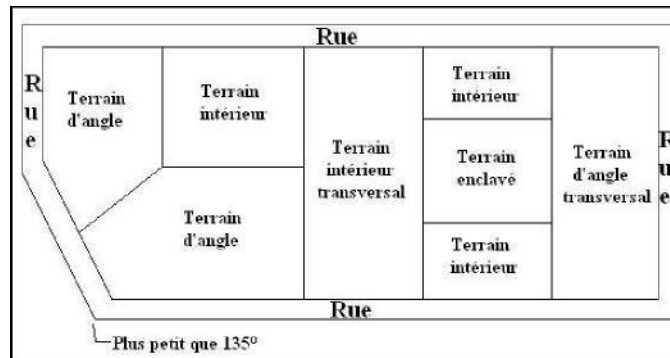 Rue
R
u
e
Terrain
d'angle
Terrain
intérieur
Terrain
intérieur
transversal
Terrain
intérieur
Terrain
enclavé
Terrain
intérieur
Terrain
d'angle
transversal
R
u
e
Terrain
d'angle
Rue
Plus petit que 135°